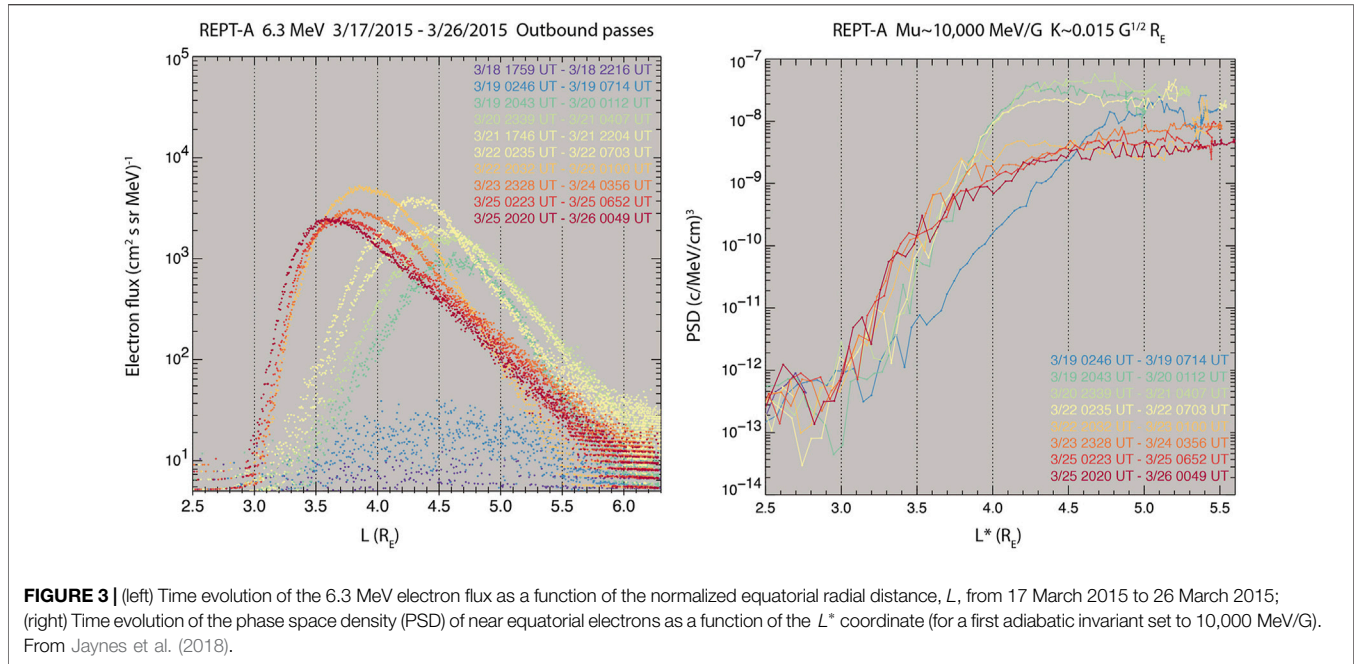 REPT-A 6.3 MeV 3/17/2015 - 3/26/2015 Outbound passes
10⁵
10⁴
10³
10²
10¹
Electron flux (cm² s sr MeV)⁻¹
3/18 1759 UT - 3/18 2216 UT
3/19 0246 UT - 3/19 0714 UT
3/19 2043 UT - 3/20 0112 UT
3/20 2339 UT - 3/21 0407 UT
3/21 1746 UT - 3/21 2204 UT
3/22 0235 UT - 3/22 0703 UT
3/23 2328 UT - 3/24 0356 UT
3/25 0223 UT - 3/25 0652 UT
3/25 2020 UT - 3/26 0049 UT
2.5 3.0 3.5 4.0 4.5 5.0 5.5 6.0
L (R_E)
REPT-A Mu~10,000 MeV/G K~0.015 G^1/2 R_E
10⁻⁷
10⁻⁸
10⁻⁹
10⁻¹⁰
10⁻¹¹
10⁻¹²
10⁻¹³
10⁻¹⁴
PSD (c/MeV/cm)³
3/19 0246 UT - 3/19 0714 UT
3/19 2043 UT - 3/20 0112 UT
3/20 2339 UT - 3/21 0407 UT
3/22 0235 UT - 3/22 0703 UT
3/23 2328 UT - 3/24 0356 UT
3/25 0223 UT - 3/25 0652 UT
3/25 2020 UT - 3/26 0049 UT
2.5 3.0 3.5 4.0 4.5 5.0 5.5
L* (R_E)
FIGURE 3 | (left) Time evolution of the 6.3 MeV electron flux as a function of the normalized equatorial radial distance, L, from 17 March 2015 to 26 March 2015;
(right) Time evolution of the phase space density (PSD) of near equatorial electrons as a function of the L* coordinate (for a first adiabatic invariant set to 10,000 MeV/G).
From Jaynes et al. (2018).